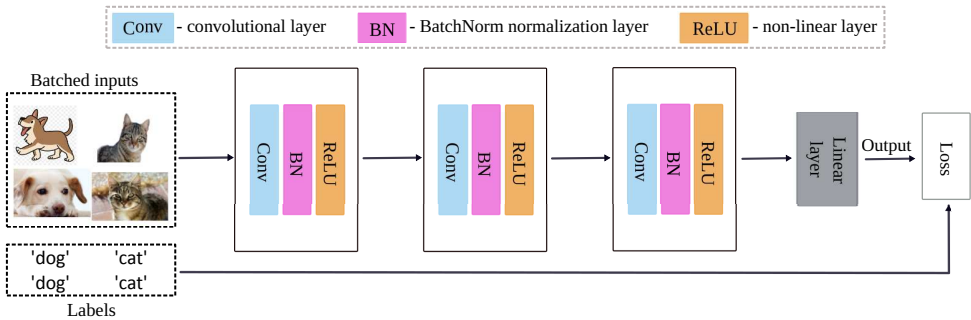 Conv - convolutional layer BN - BatchNorm normalization layer ReLU - non-linear layer
Batched inputs
Conv BN ReLU
Conv BN ReLU
Conv BN ReLU
Linear layer
Output
Loss
'dog' 'cat'
'dog' 'cat'
Labels